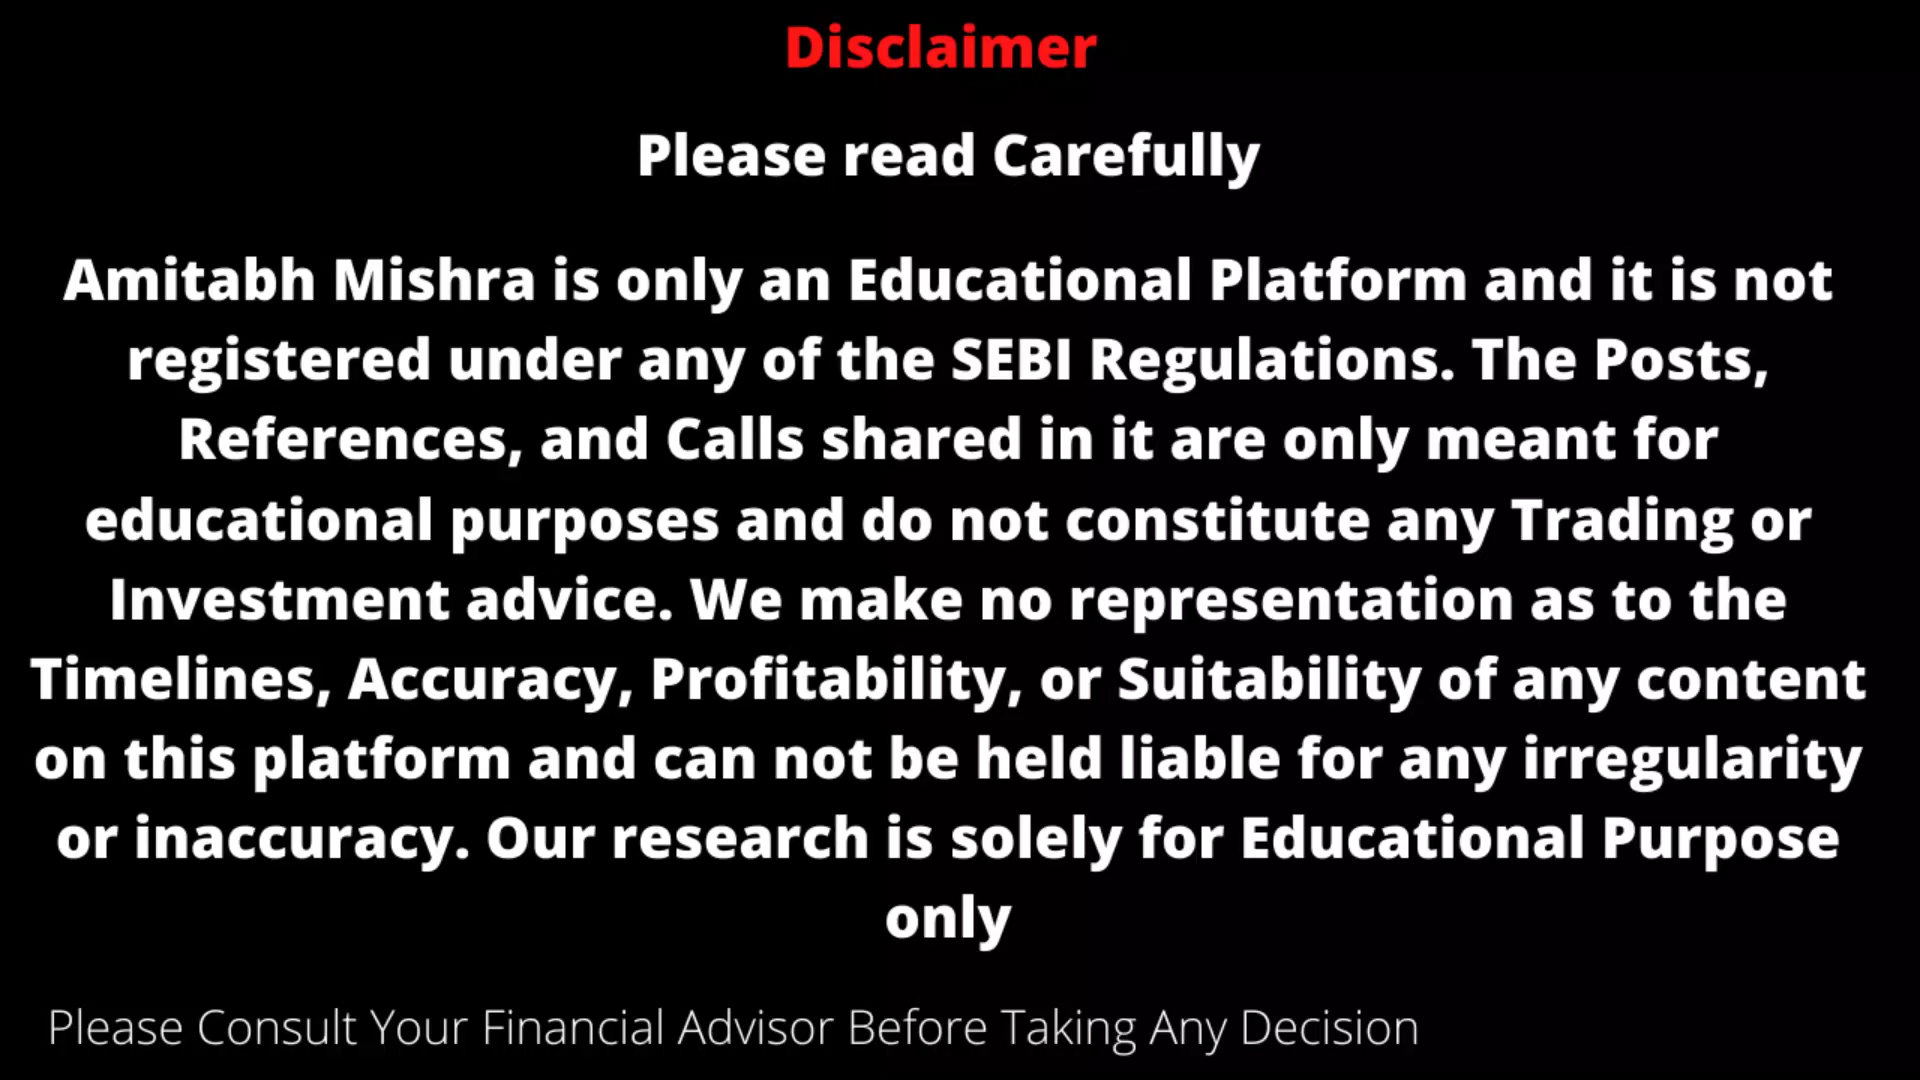 Disclaimer
Please read Carefully
Amitabh Mishra is only an Educational Platform and it is not
registered under any of the SEBI Regulations. The Posts,
References, and Calls shared in it are only meant for
educational purposes and do not constitute any Trading or
Investment advice. We make no representation as to the
Timelines, Accuracy, Profitability, or Suitability of any content
on this platform and can not be held liable for any irregularity
or inaccuracy. Our research is solely for Educational Purpose
only
Please Consult Your Financial Advisor Before Taking Any Decision